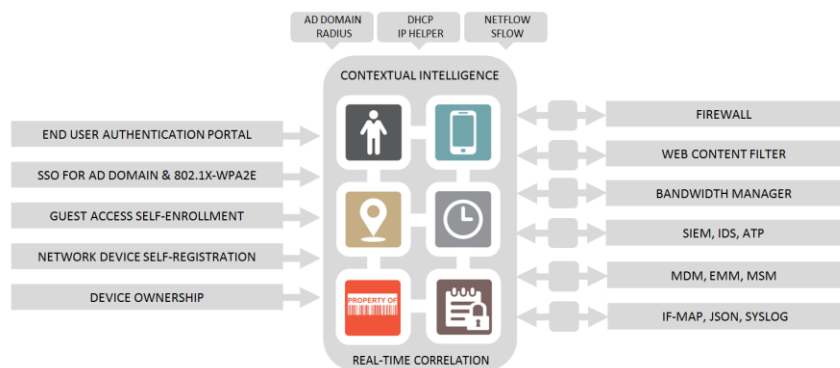 AD DOMAIN
RADIUS
DHCP
IP HELPER
NETFLOW
SFLOW
CONTEXTUAL INTELLIGENCE
END USER AUTHENTICATION PORTAL
SSO FOR AD DOMAIN & 802.1X-WPA2E
GUEST ACCESS SELF-ENROLLMENT
NETWORK DEVICE SELF-REGISTRATION
DEVICE OWNERSHIP
PROPERTY OF
FIREWALL
WEB CONTENT FILTER
BANDWIDTH MANAGER
SIEM, IDS, ATP
MDM, EMM, MSM
IF-MAP, JSON, SYSLOG
REAL-TIME CORRELATION